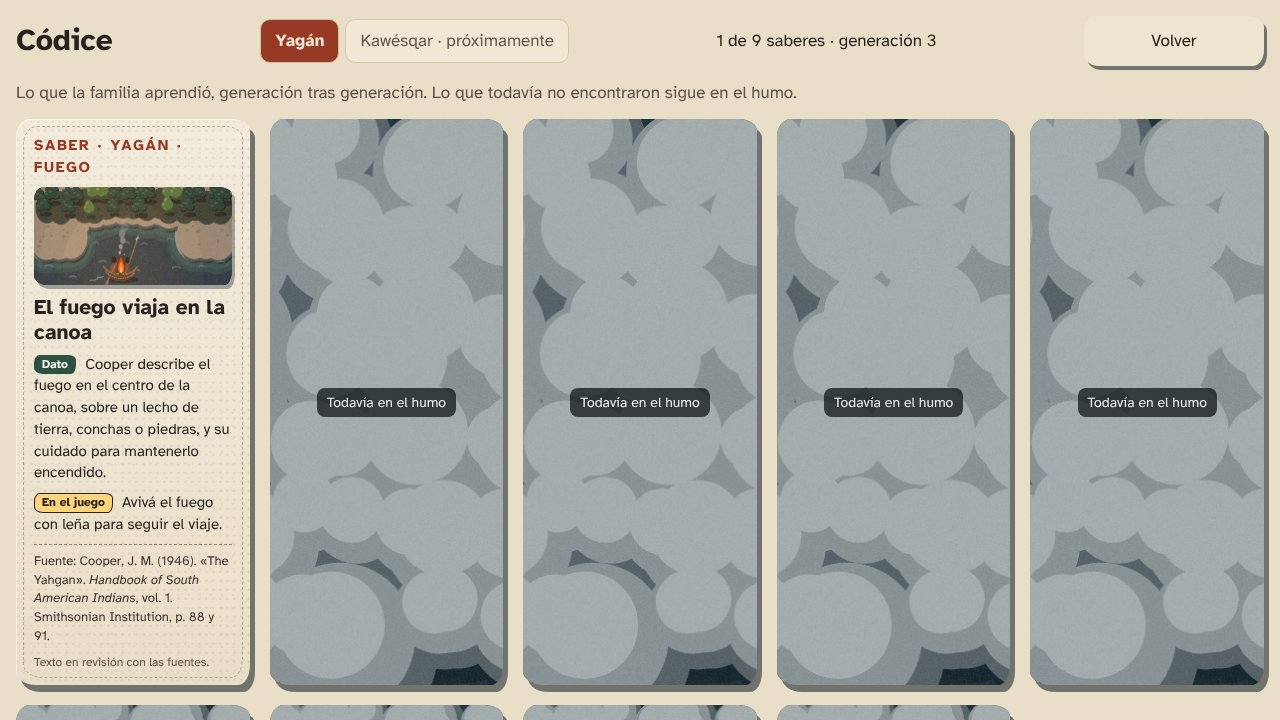 Códice
Yagán
Kawésqar · próximamente
1 de 9 saberes · generación 3
Volver
Lo que la familia aprendió, generación tras generación. Lo que todavía no encontraron sigue en el humo.
SABER · YAGÁN ·
FUEGO
El fuego viaja en la
canoa
Dato Cooper describe el
fuego en el centro de la
canoa, sobre un lecho de
tierra, conchas o piedras, y su
cuidado para mantenerlo
encendido.
En el juego Avivá el fuego
con leña para seguir el viaje.
Fuente: Cooper, J. M. (1946). «The
Yahgan». Handbook of South
American Indians, vol. 1.
Smithsonian Institution, p. 88 y
91.
Texto en revisión con las fuentes.
Todavía en el humo
Todavía en el humo
Todavía en el humo
Todavía en el humo